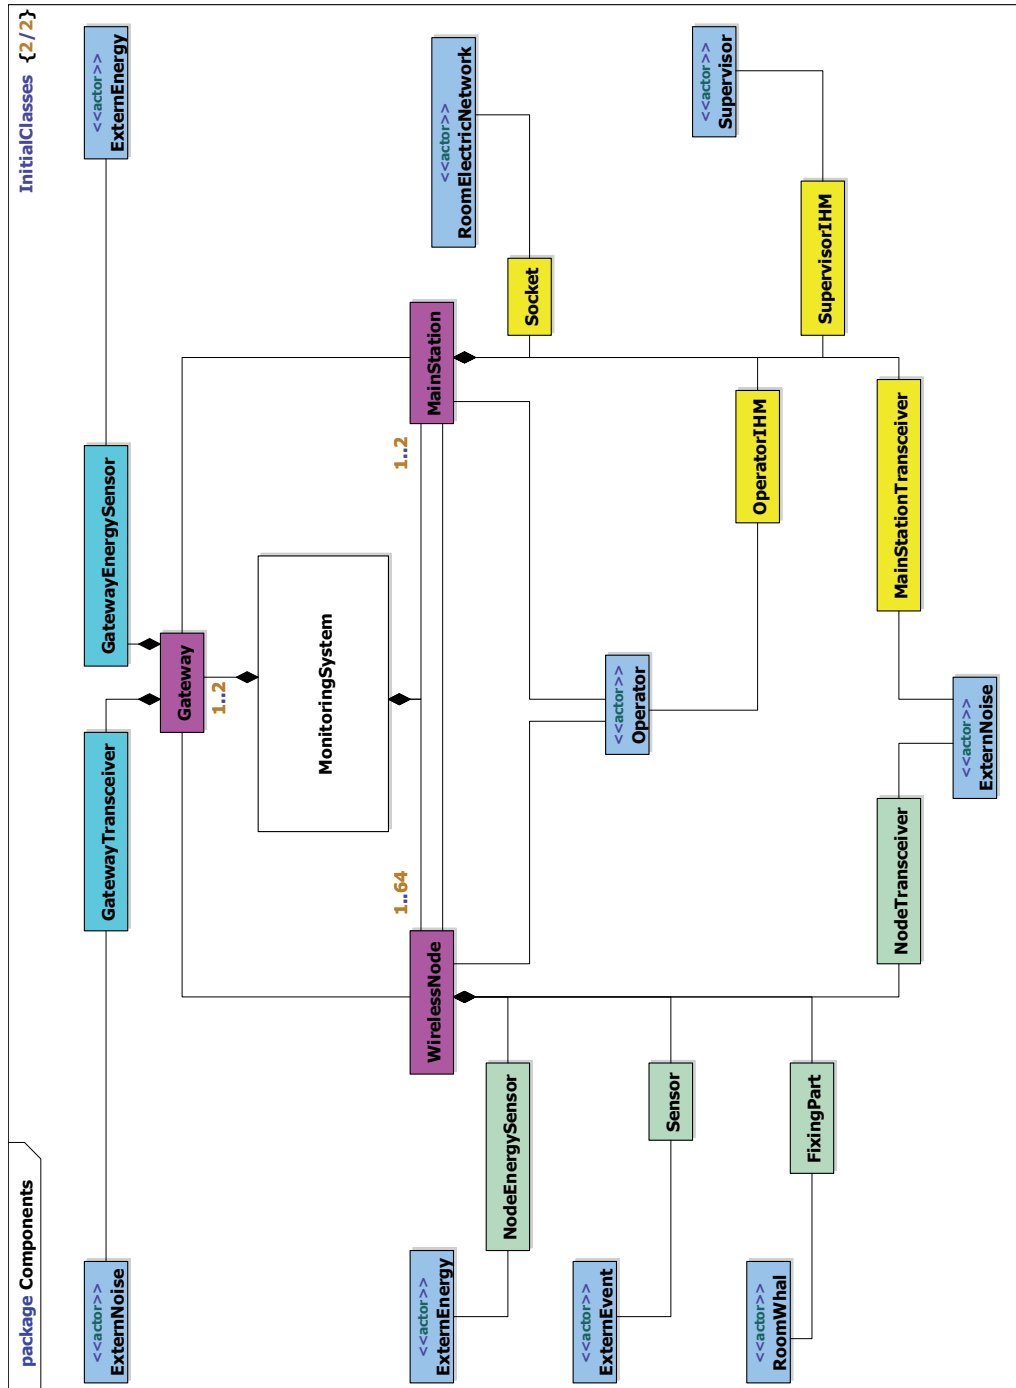 package Components
InitialClasses {2/2}
<<actor>>
ExternNoise
GatewayTransceiver
GatewayEnergySensor
<<actor>>
ExternEnergy
Gateway
1..2
MonitoringSystem
1..64
1..2
<<actor>>
ExternEnergy
WirelessNode
MainStation
<<actor>>
RoomElectricNetwork
NodeEnergySensor
Socket
<<actor>>
ExternEvent
<<actor>>
Operator
Sensor
<<actor>>
Supervisor
<<actor>>
RoomWhal
OperatorIHM
FixingPart
SupervisorIHM
NodeTransceiver
MainStationTransceiver
<<actor>>
ExternNoise